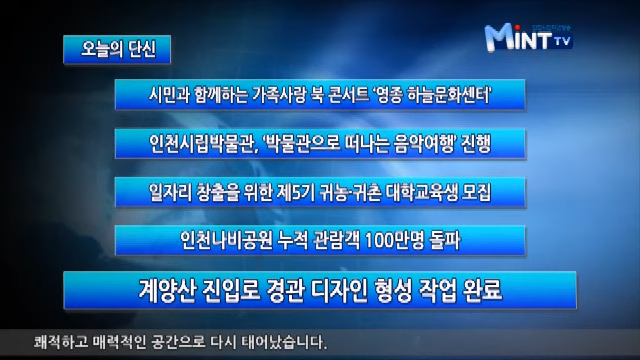 오늘의 단신
MINT TV
시민과 함께하는 가족사랑 북 콘서트 '영종 하늘문화센터'
인천시립박물관, '박물관으로 떠나는 음악여행' 진행
일자리 창출을 위한 제5기 귀농·귀촌 대학교육생 모집
인천나비공원 누적 관람객 100만명 돌파
계양산 진입로 경관 디자인 형성 작업 완료
쾌적하고 매력적인 공간으로 다시 태어났습니다.